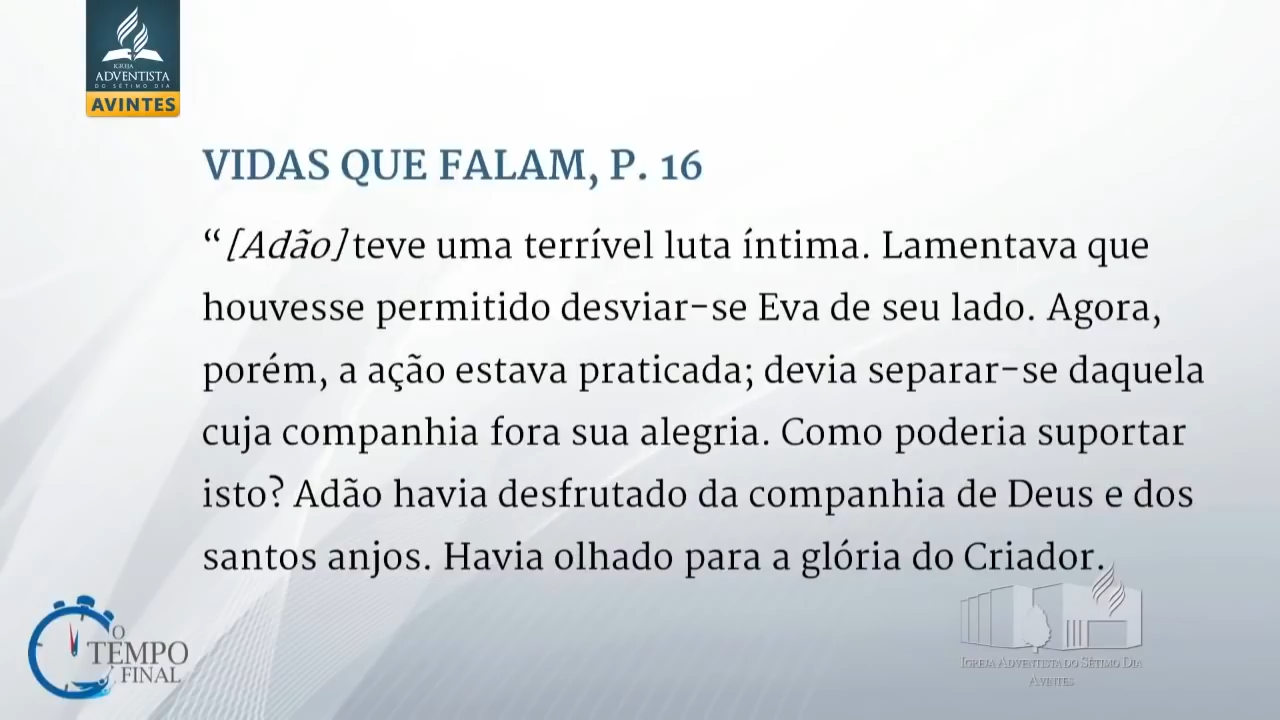 IGREJA
ADVENTISTA
DO SÉTIMO DIA
AVINTES
VIDAS QUE FALAM, P. 16
“[Adão] teve uma terrível luta íntima. Lamentava que
houvesse permitido desviar-se Eva de seu lado. Agora,
porém, a ação estava praticada; devia separar-se daquela
cuja companhia fora sua alegria. Como poderia suportar
isto? Adão havia desfrutado da companhia de Deus e dos
santos anjos. Havia olhado para a glória do Criador.
O
TEMPO
FINAL
IGREJA ADVENTISTA DO SÉTIMO DIA
AVINTES